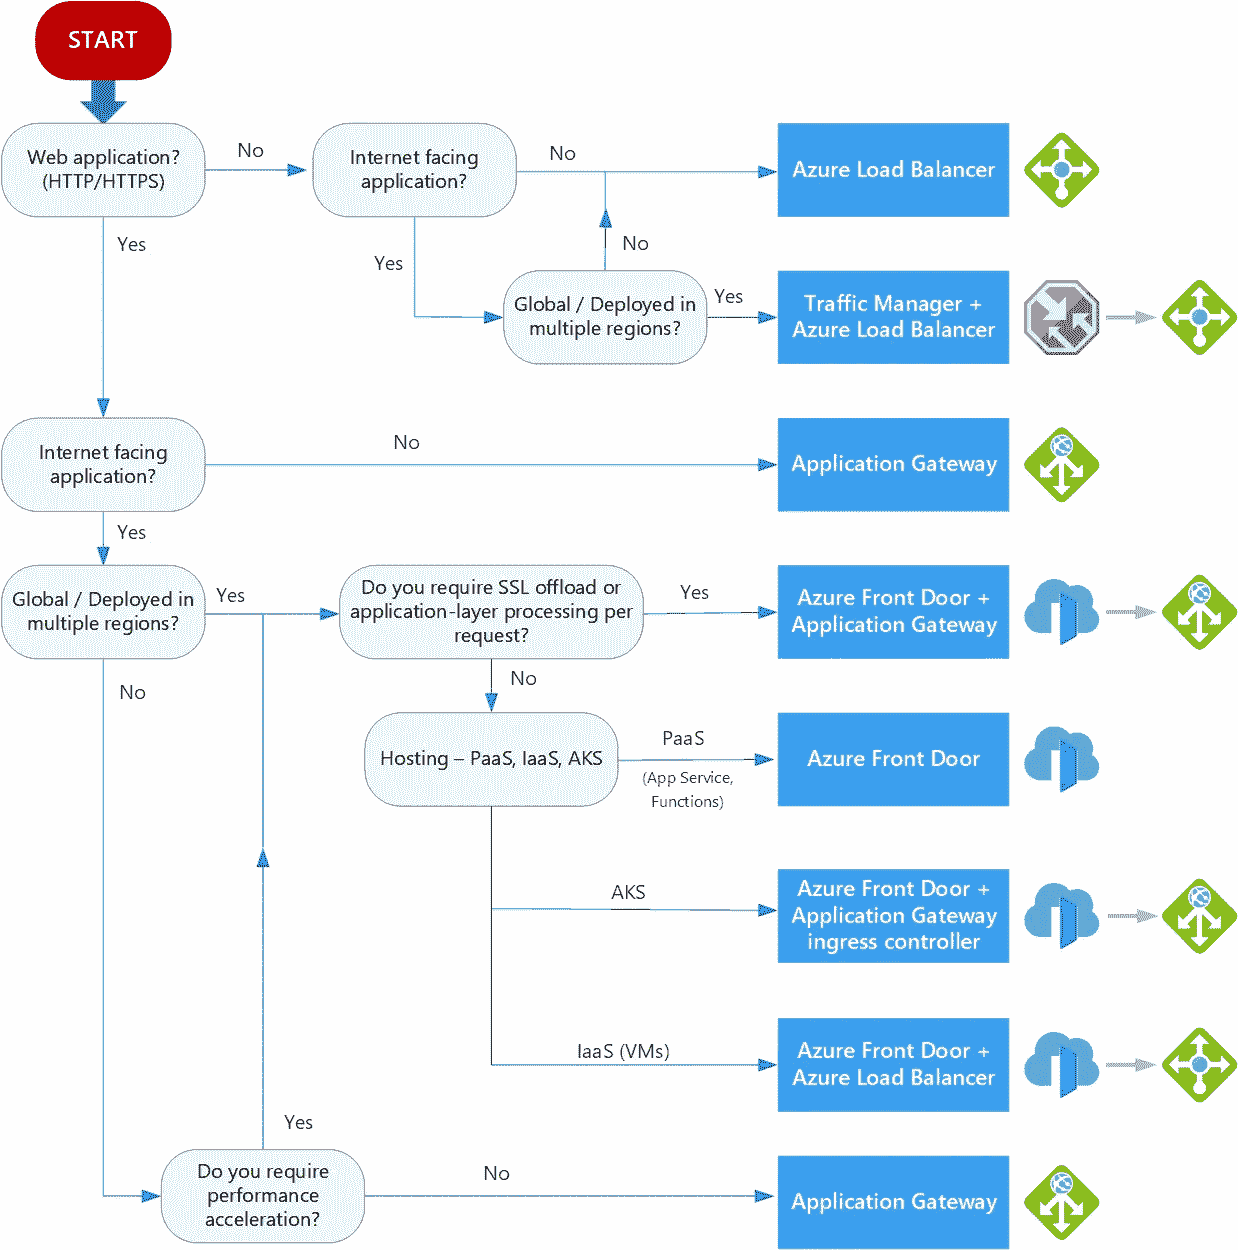 START
Web application?
(HTTP/HTTPS)
No
Internet facing
application?
No
Azure Load Balancer
Yes
Yes
No
Global / Deployed in
multiple regions?
Yes
Traffic Manager +
Azure Load Balancer
Internet facing
application?
No
Application Gateway
Yes
Global / Deployed in
multiple regions?
Yes
Do you require SSL offload or
application-layer processing per
request?
Yes
Azure Front Door +
Application Gateway
No
No
Hosting – PaaS, IaaS, AKS
PaaS
(App Service,
Functions)
Azure Front Door
AKS
Azure Front Door +
Application Gateway
ingress controller
IaaS (VMs)
Azure Front Door +
Azure Load Balancer
Yes
Do you require
performance
acceleration?
No
Application Gateway